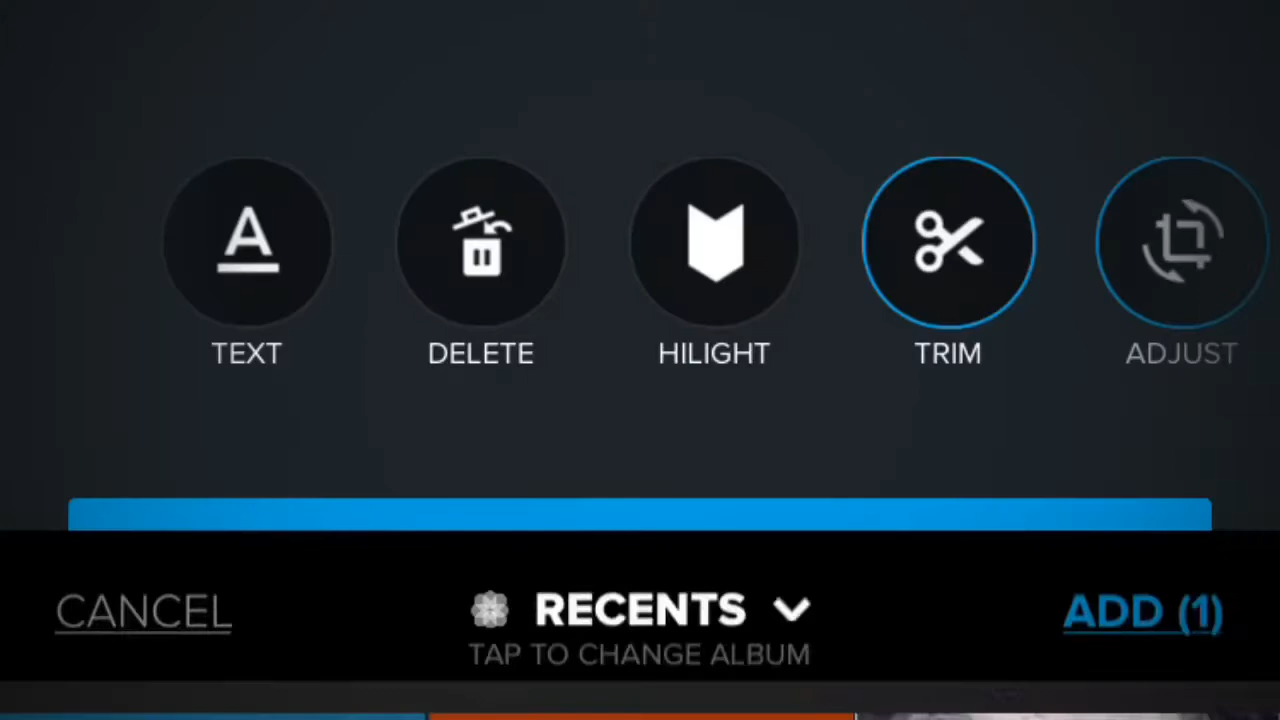 TEXT DELETE HILIGHT TRIM ADJUST
CANCEL RECENTS ADD (1)
TAP TO CHANGE ALBUM